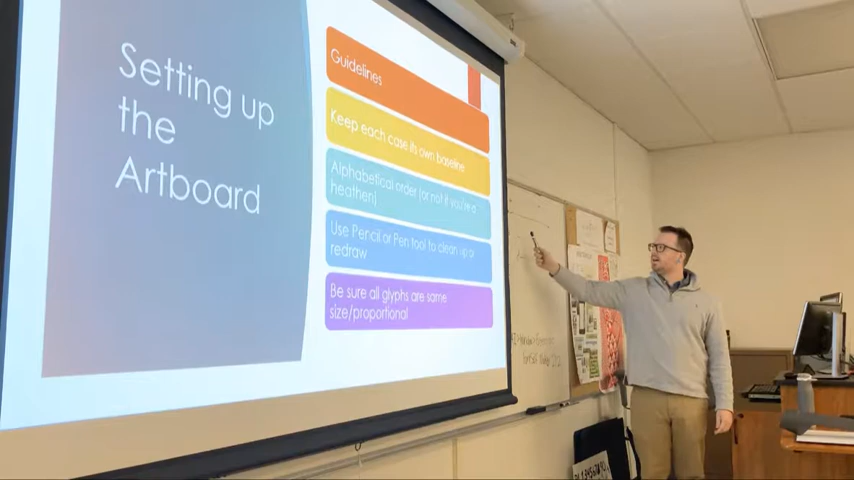 Setting up
the
Artboard
Guidelines
Keep each case its own baseline
Alphabetical order (or not if you're a
heathen)
Use Pencil or Pen tool to clean up or
redraw
Be sure all glyphs are same
size/proportional